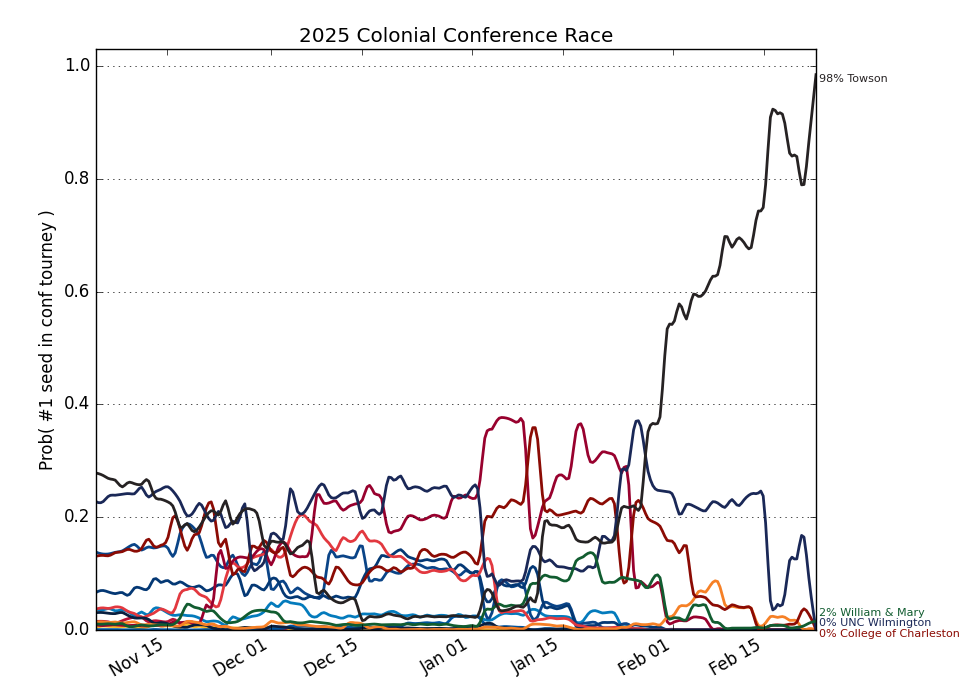 2025 Colonial Conference Race
1.0
98% Towson
0.8
0.6
Prob( #1 seed in conf tourney )
0.4
0.2
2% William & Mary
0% UNC Wilmington
0.0
0% College of Charleston
Nov 15
Dec 01
Dec 15
Jan 01
Jan 15
Feb 01
Feb 15